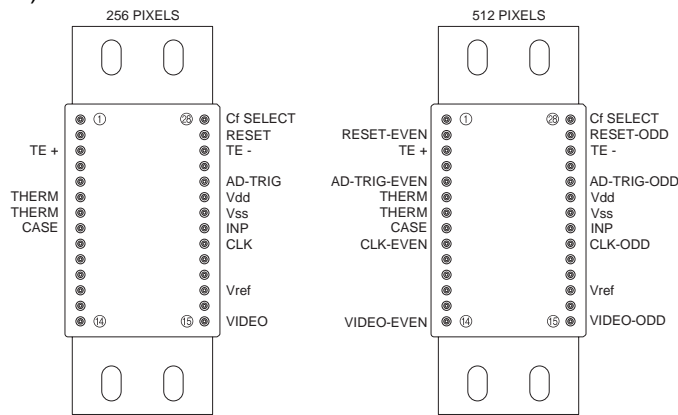 256 PIXELS
① ㉘ Cf SELECT
RESET
TE + TE -
AD-TRIG
THERM Vdd
THERM Vss
CASE INP
CLK
Vref
⑭ ⑮ VIDEO
512 PIXELS
① ㉘ Cf SELECT
RESET-EVEN RESET-ODD
TE + TE -
AD-TRIG-EVEN AD-TRIG-ODD
THERM Vdd
THERM Vss
CASE INP
CLK-EVEN CLK-ODD
Vref
VIDEO-EVEN ⑭ ⑮ VIDEO-ODD